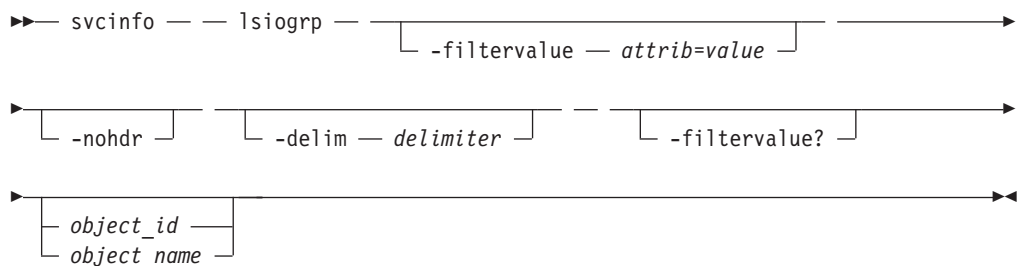 svcinfo lsiogrp
-filtervalue attrib=value
-nohdr -delim delimiter -filtervalue?
object_id
object_name